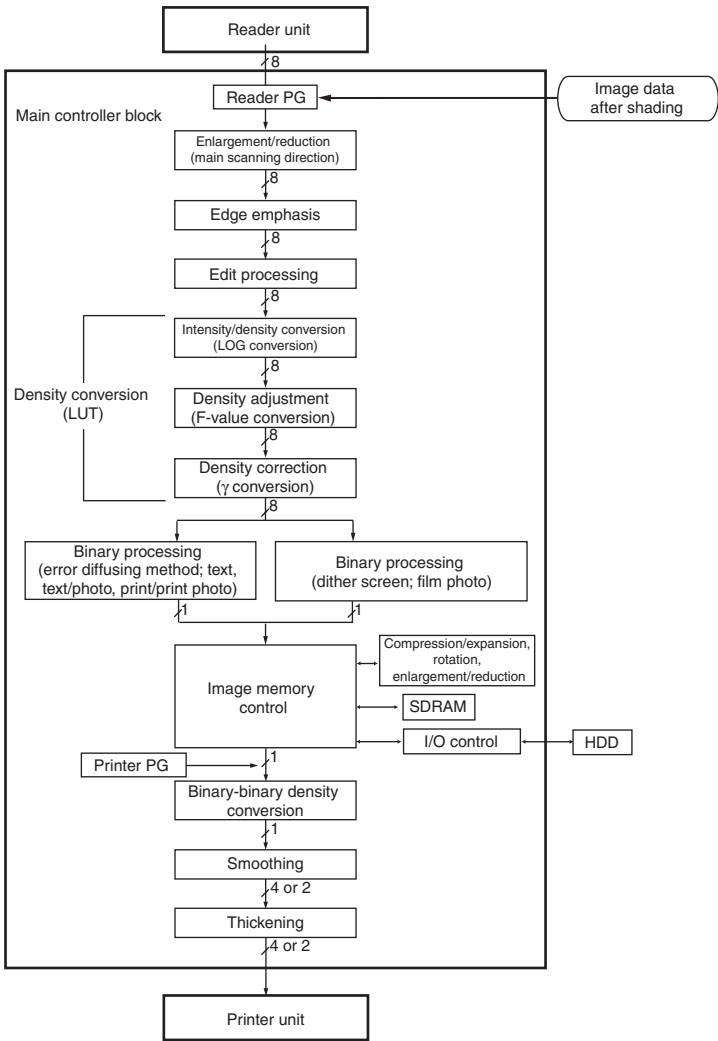 Reader unit
8
Reader PG
Image data
after shading
Main controller block
Enlargement/reduction
(main scanning direction)
8
Edge emphasis
8
Edit processing
8
Intensity/density conversion
(LOG conversion)
8
Density conversion
(LUT)
Density adjustment
(F-value conversion)
8
Density correction
(γ conversion)
8
Binary processing
(error diffusing method; text,
text/photo, print/print photo)
Binary processing
(dither screen; film photo)
1
1
Image memory
control
Compression/expansion,
rotation,
enlargement/reduction
SDRAM
I/O control
HDD
Printer PG
1
Binary-binary density
conversion
1
Smoothing
4 or 2
Thickening
4 or 2
Printer unit